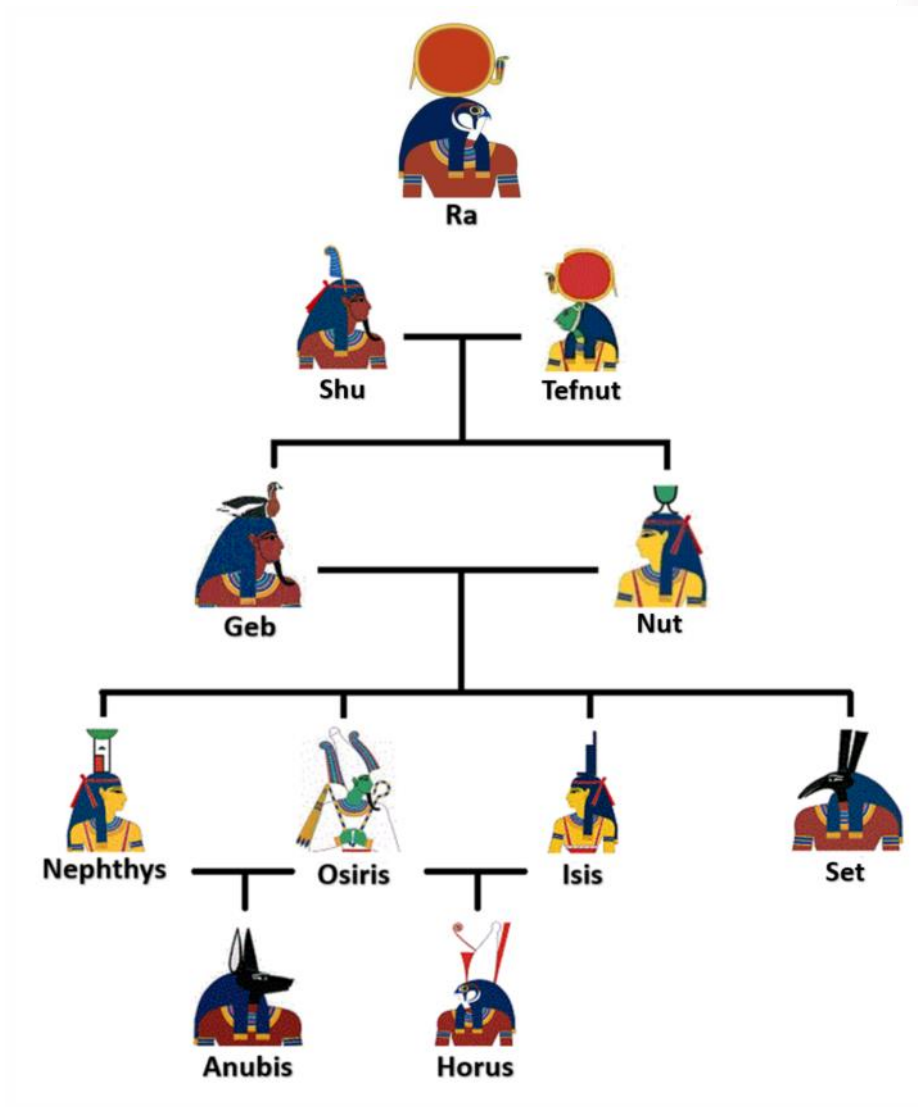 Ra
Shu
Tefnut
Geb
Nut
Nephthys
Osiris
Isis
Set
Anubis
Horus